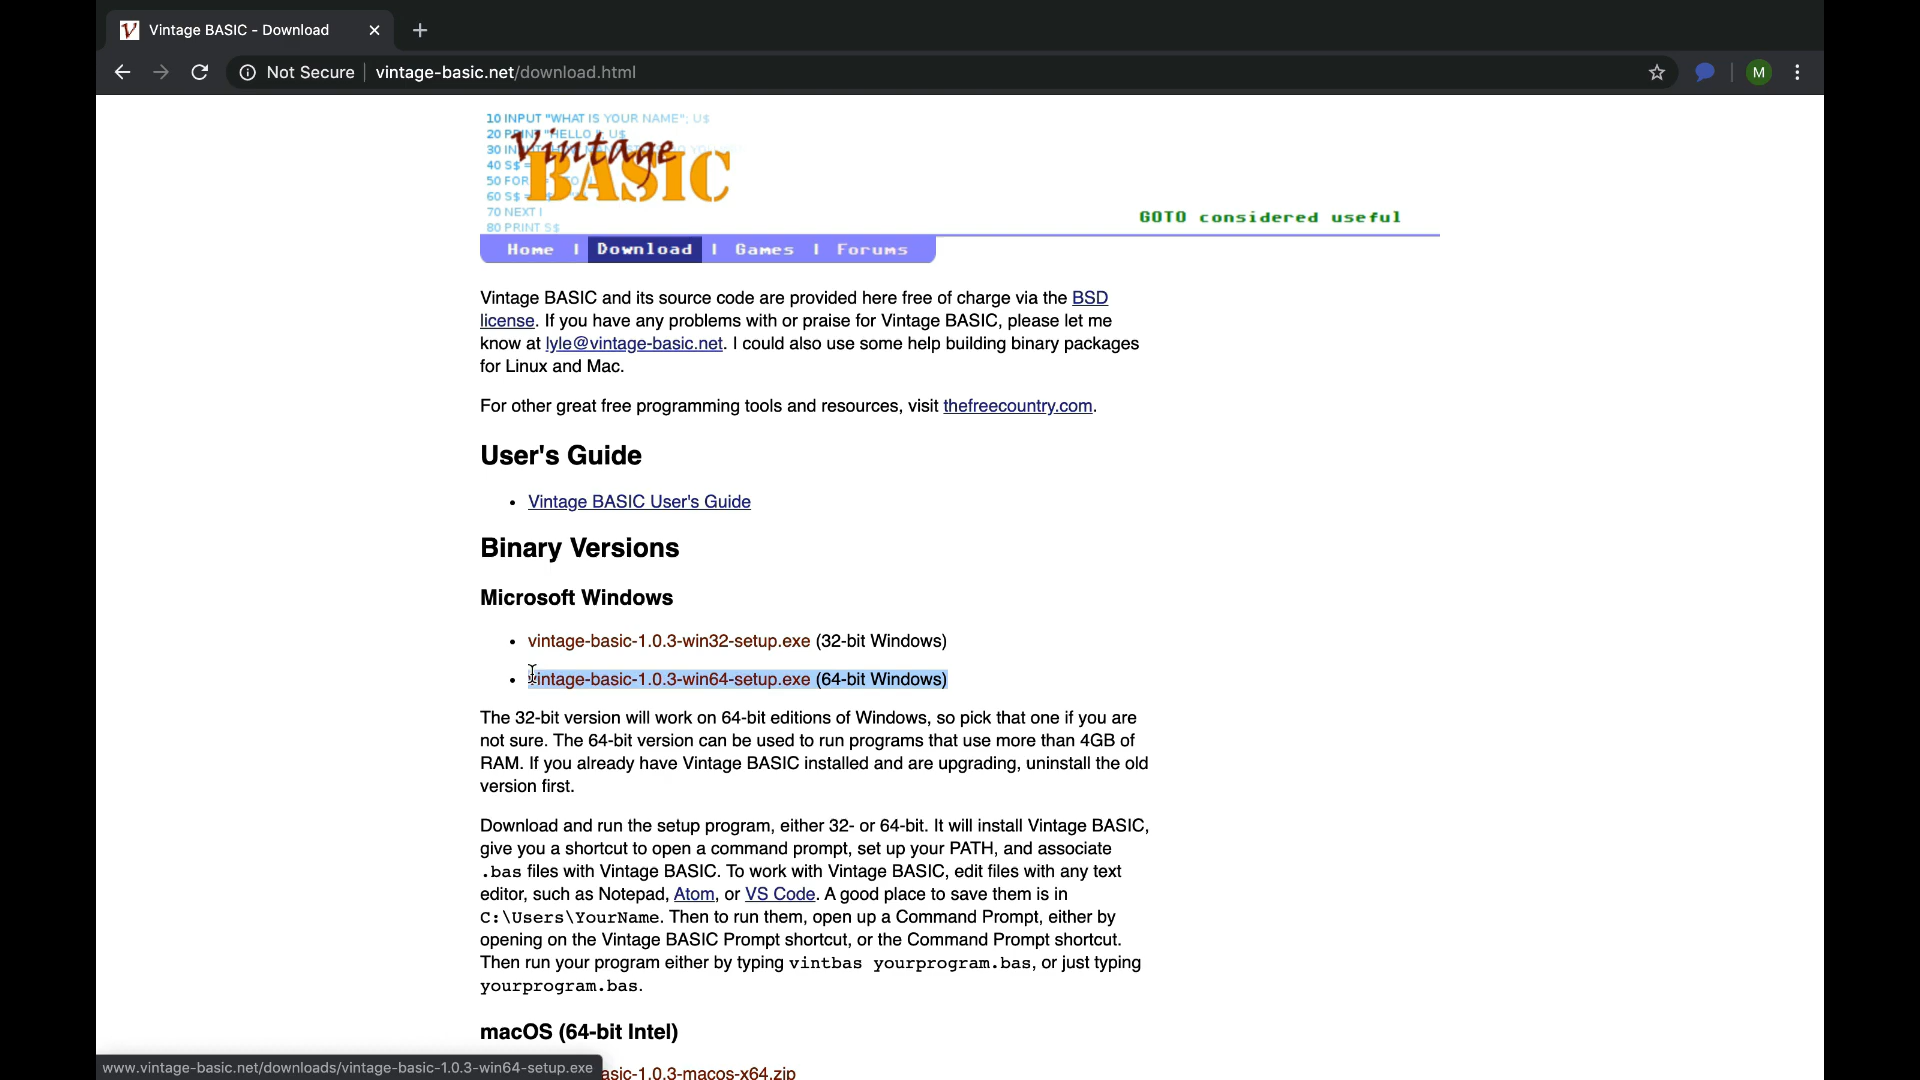 Vintage BASIC - Download
Not Secure
vintage-basic.net/download.html
M
10 INPUT "WHAT IS YOUR NAME"; U$
20 PRINT "HELLO "; U$
30 IN
40 S$ =
50 FOR
60 S$ =
70 NEXT I
80 PRINT S$
Vintage
BASIC
GOTO considered useful
Home | Download | Games | Forums
Vintage BASIC and its source code are provided here free of charge via the BSD
license. If you have any problems with or praise for Vintage BASIC, please let me
know at lyle@vintage-basic.net. I could also use some help building binary packages
for Linux and Mac.
For other great free programming tools and resources, visit thefreecountry.com.
User's Guide
• Vintage BASIC User's Guide
Binary Versions
Microsoft Windows
• vintage-basic-1.0.3-win32-setup.exe (32-bit Windows)
• vintage-basic-1.0.3-win64-setup.exe (64-bit Windows)
The 32-bit version will work on 64-bit editions of Windows, so pick that one if you are
not sure. The 64-bit version can be used to run programs that use more than 4GB of
RAM. If you already have Vintage BASIC installed and are upgrading, uninstall the old
version first.
Download and run the setup program, either 32- or 64-bit. It will install Vintage BASIC,
give you a shortcut to open a command prompt, set up your PATH, and associate
.bas files with Vintage BASIC. To work with Vintage BASIC, edit files with any text
editor, such as Notepad, Atom, or VS Code. A good place to save them is in
C:\Users\YourName. Then to run them, open up a Command Prompt, either by
opening on the Vintage BASIC Prompt shortcut, or the Command Prompt shortcut.
Then run your program either by typing vintbas yourprogram.bas, or just typing
yourprogram.bas.
macOS (64-bit Intel)
asic-1.0.3-macos-x64.zip
www.vintage-basic.net/downloads/vintage-basic-1.0.3-win64-setup.exe